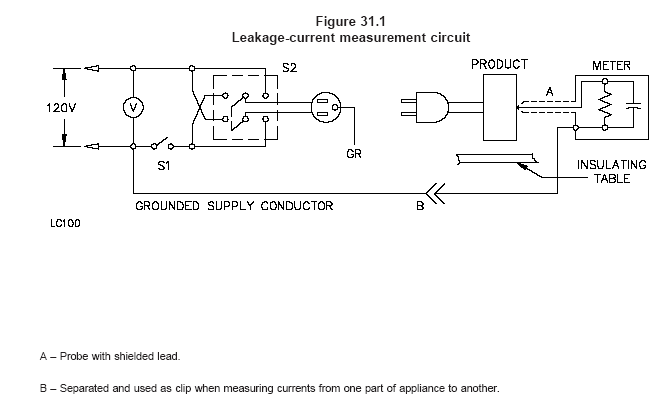 Figure 31.1
Leakage-current measurement circuit
S2
PRODUCT
METER
A
120V
V
GR
S1
INSULATING
TABLE
GROUNDED SUPPLY CONDUCTOR
B
LC100
A – Probe with shielded lead.
B – Separated and used as clip when measuring currents from one part of appliance to another.